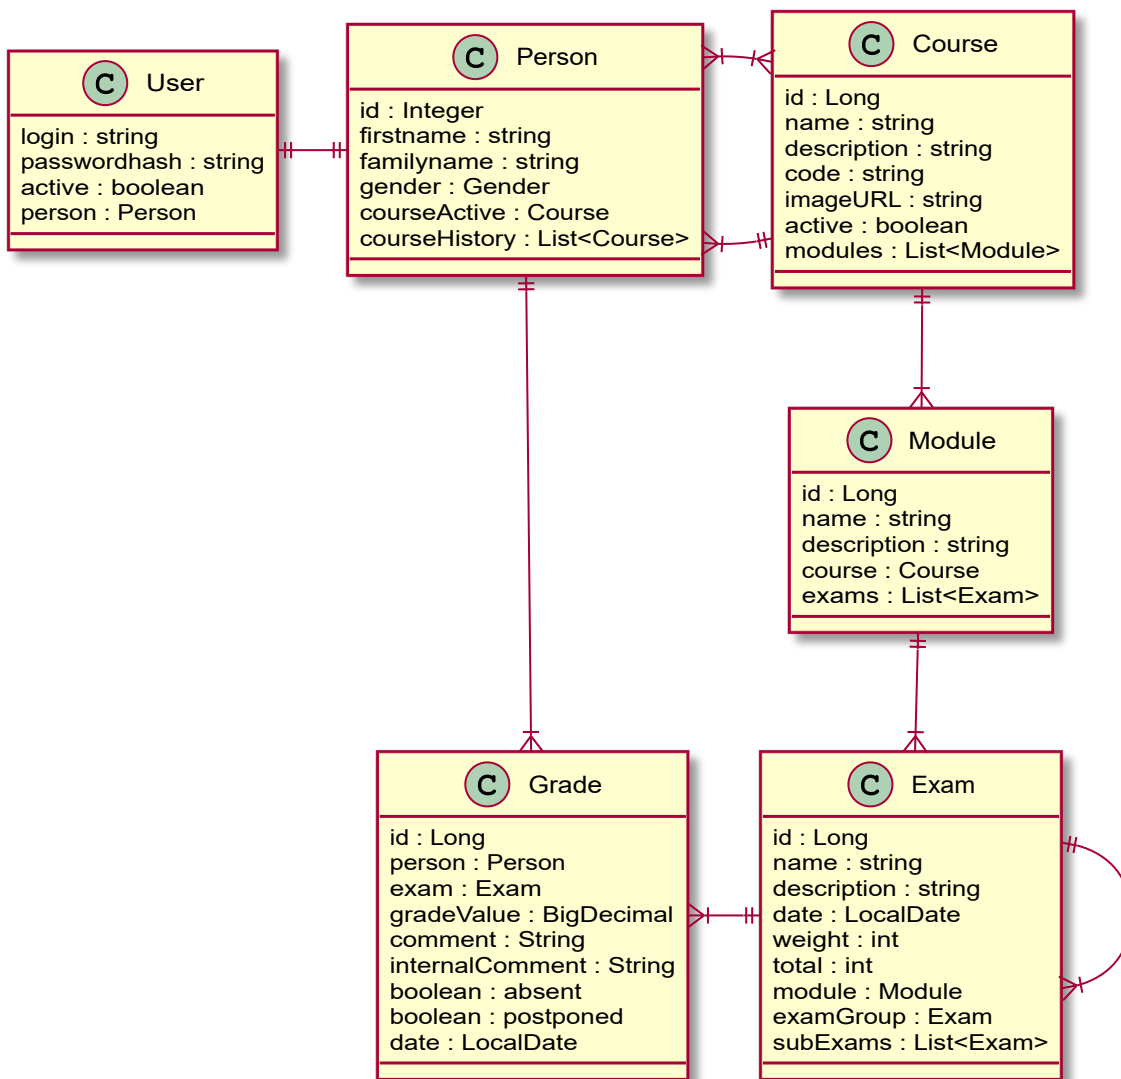 C User
login : string
passwordhash : string
active : boolean
person : Person
C Person
id : Integer
firstname : string
familyname : string
gender : Gender
courseActive : Course
courseHistory : List<Course>
C Course
id : Long
name : string
description : string
code : string
imageURL : string
active : boolean
modules : List<Module>
C Module
id : Long
name : string
description : string
course : Course
exams : List<Exam>
C Grade
id : Long
person : Person
exam : Exam
gradeValue : BigDecimal
comment : String
internalComment : String
boolean : absent
boolean : postponed
date : LocalDate
C Exam
id : Long
name : string
description : string
date : LocalDate
weight : int
total : int
module : Module
examGroup : Exam
subExams : List<Exam>